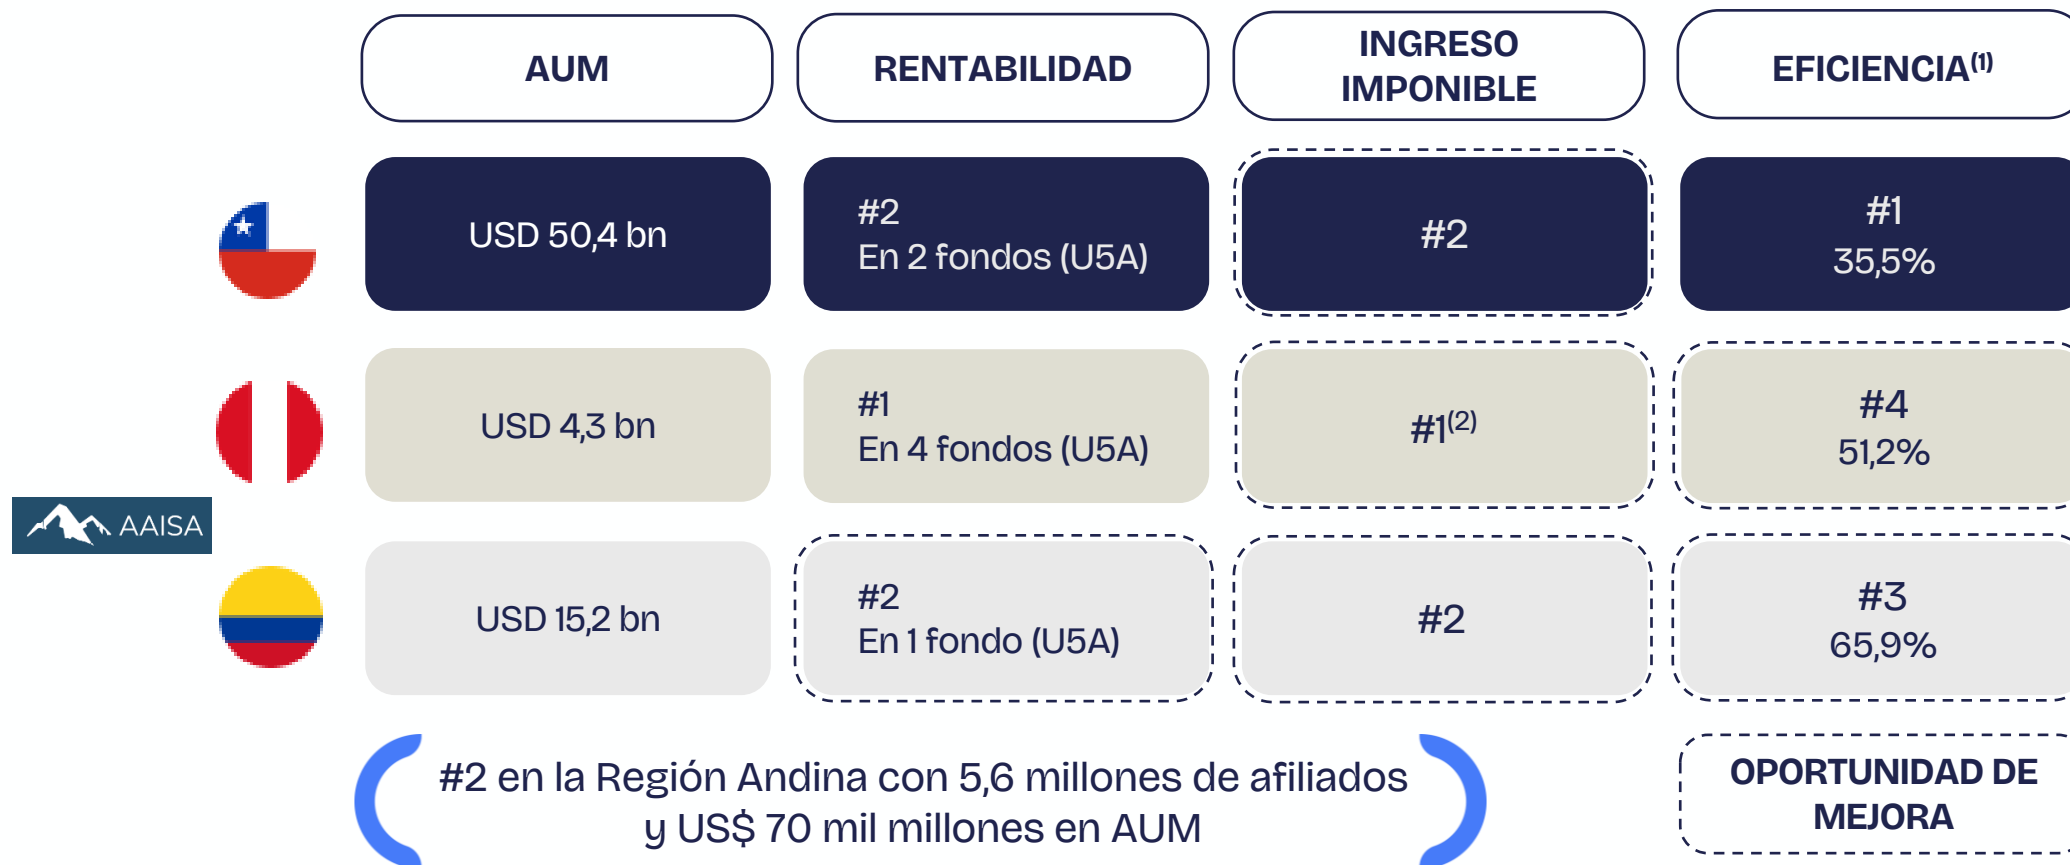 AUM
RENTABILIDAD
INGRESO
IMPONIBLE
EFICIENCIA(1)
USD 50,4 bn
#2
En 2 fondos (U5A)
#2
#1
35,5%
USD 4,3 bn
#1
En 4 fondos (U5A)
#1(2)
#4
51,2%
AAISA
USD 15,2 bn
#2
En 1 fondo (U5A)
#2
#3
65,9%
#2 en la Región Andina con 5,6 millones de afiliados
y US$ 70 mil millones en AUM
OPORTUNIDAD DE
MEJORA